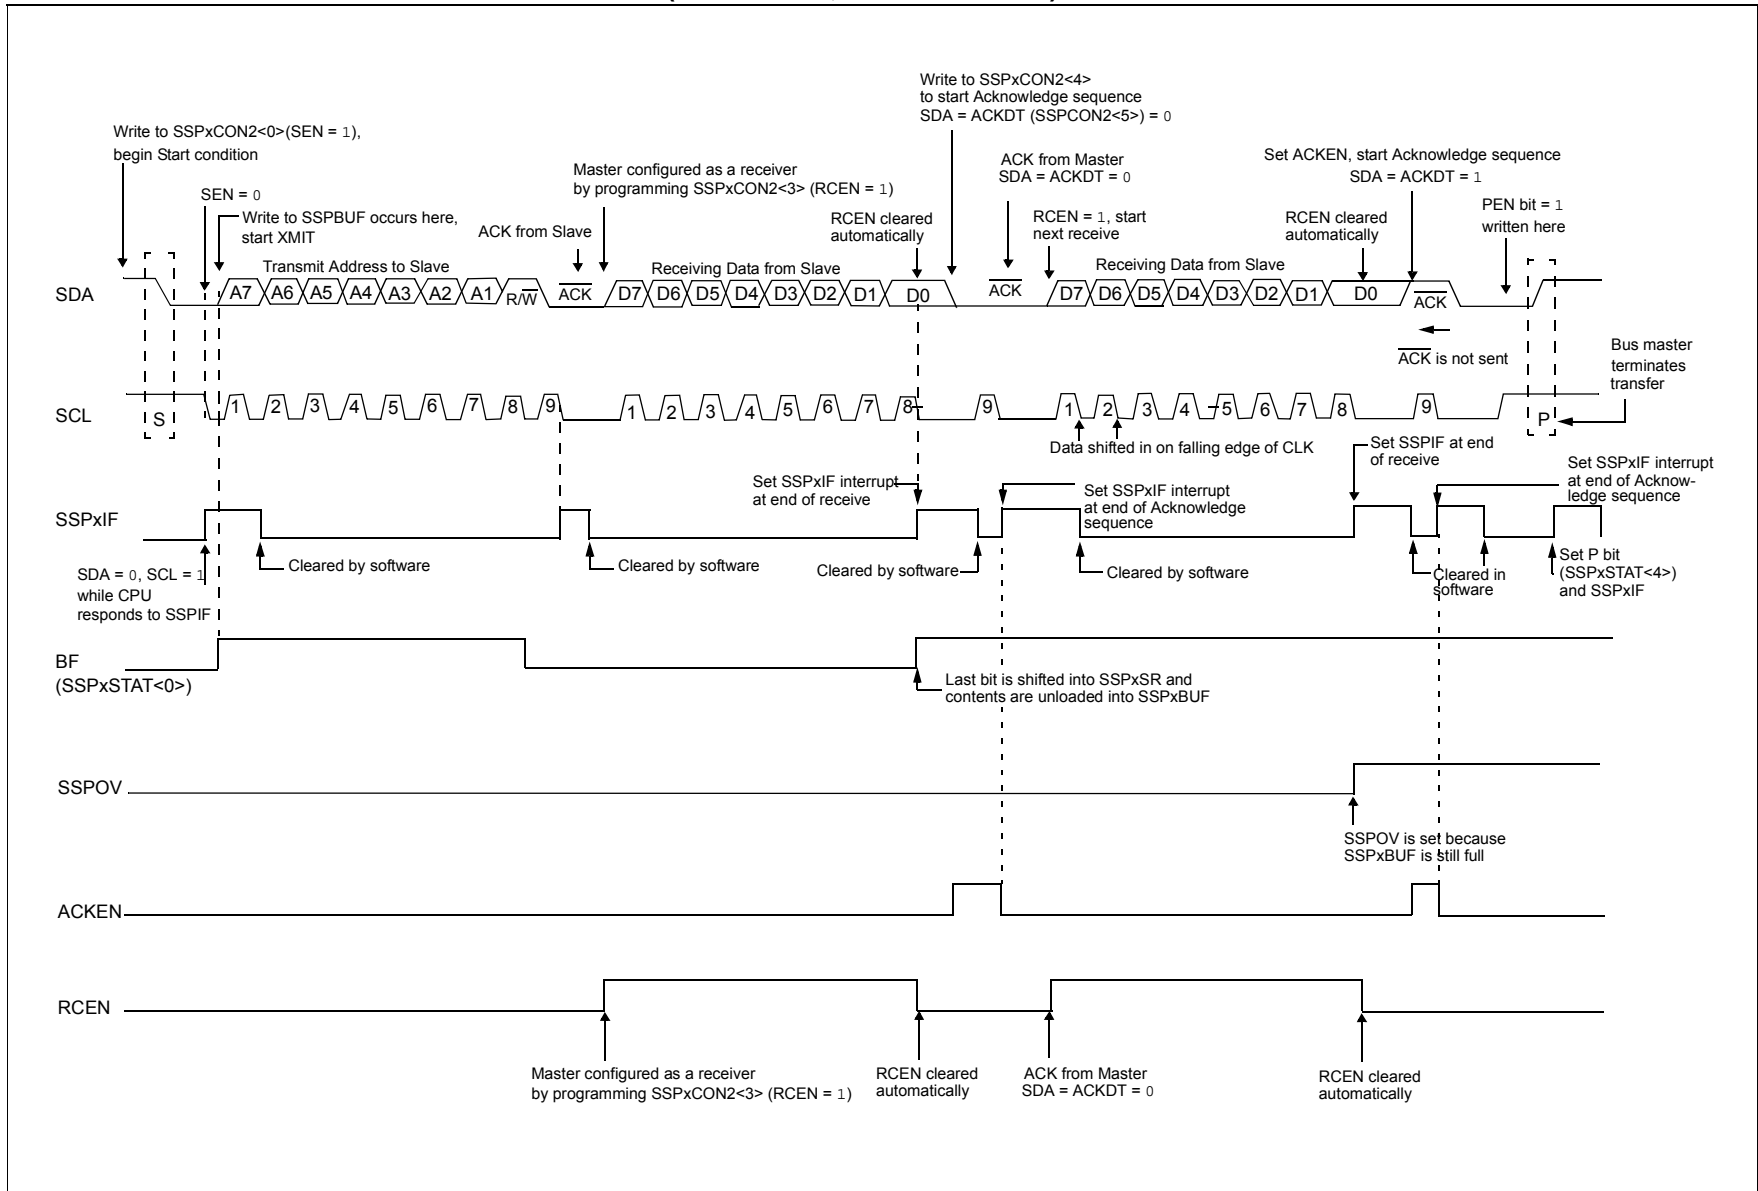 Write to SSPxCON2<4>
to start Acknowledge sequence
SDA = ACKDT (SSPCON2<5>) = 0
Write to SSPxCON2<0>(SEN = 1),
begin Start condition
Master configured as a receiver
by programming SSPxCON2<3> (RCEN = 1)
ACK from Master
SDA = ACKDT = 0
Set ACKEN, start Acknowledge sequence
SDA = ACKDT = 1
SEN = 0
Write to SSPBUF occurs here,
start XMIT
ACK from Slave
RCEN cleared
automatically
RCEN = 1, start
next receive
RCEN cleared
automatically
PEN bit = 1
written here
Transmit Address to Slave
Receiving Data from Slave
Receiving Data from Slave
SDA
A7 A6 A5 A4 A3 A2 A1 R/W ACK D7 D6 D5 D4 D3 D2 D1 D0 ACK D7 D6 D5 D4 D3 D2 D1 D0 ACK
ACK is not sent
Bus master
terminates
transfer
SCL
S 1 2 3 4 5 6 7 8 9 1 2 3 4 5 6 7 8 9 1 2 3 4 5 6 7 8 9 P
Data shifted in on falling edge of CLK
Set SSPIF at end
of receive
Set SSPxIF interrupt
at end of receive
Set SSPxIF interrupt
at end of Acknowledge
sequence
Set SSPxIF interrupt
at end of Acknow-
ledge sequence
SSPxIF
SDA = 0, SCL = 1
while CPU
responds to SSPIF
Cleared by software
Cleared by software
Cleared by software
Cleared by software
Cleared in
software
Set P bit
(SSPxSTAT<4>)
and SSPxIF
BF
(SSPxSTAT<0>)
Last bit is shifted into SSPxSR and
contents are unloaded into SSPxBUF
SSPOV
SSPOV is set because
SSPxBUF is still full
ACKEN
RCEN
Master configured as a receiver
by programming SSPxCON2<3> (RCEN = 1)
RCEN cleared
automatically
ACK from Master
SDA = ACKDT = 0
RCEN cleared
automatically